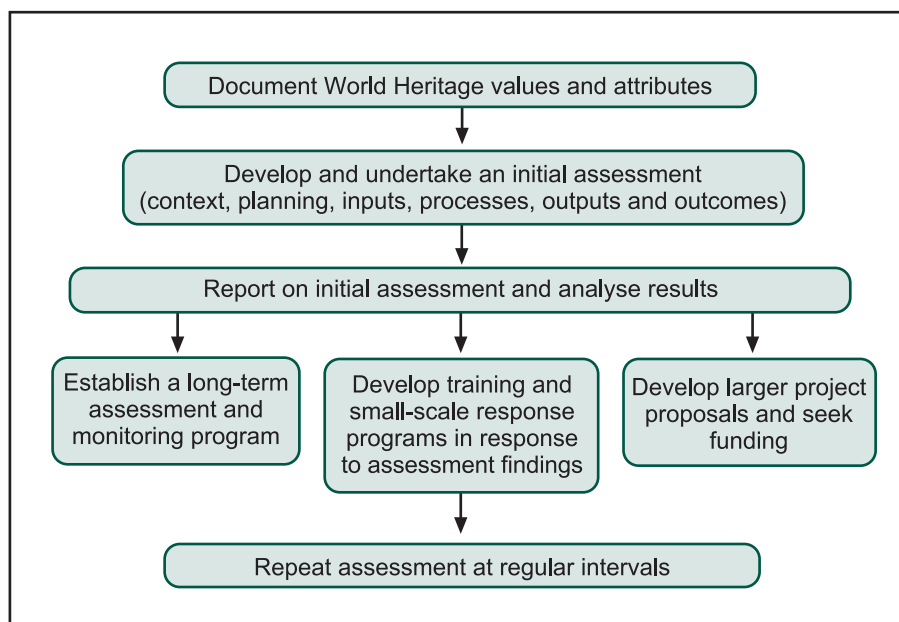 Document World Heritage values and attributes
Develop and undertake an initial assessment
(context, planning, inputs, processes, outputs and outcomes)
Report on initial assessment and analyse results
Establish a long-term
assessment and
monitoring program
Develop training and
small-scale response
programs in response
to assessment findings
Develop larger project
proposals and seek
funding
Repeat assessment at regular intervals